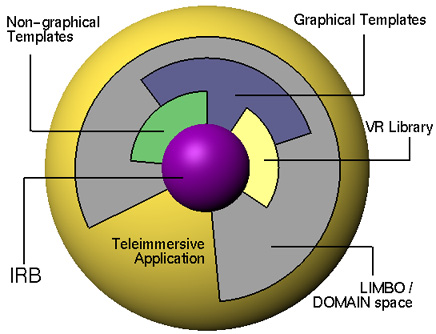 Non-graphical
Templates
Graphical Templates
VR Library
Teleimmersive
Application
IRB
LIMBO /
DOMAIN space